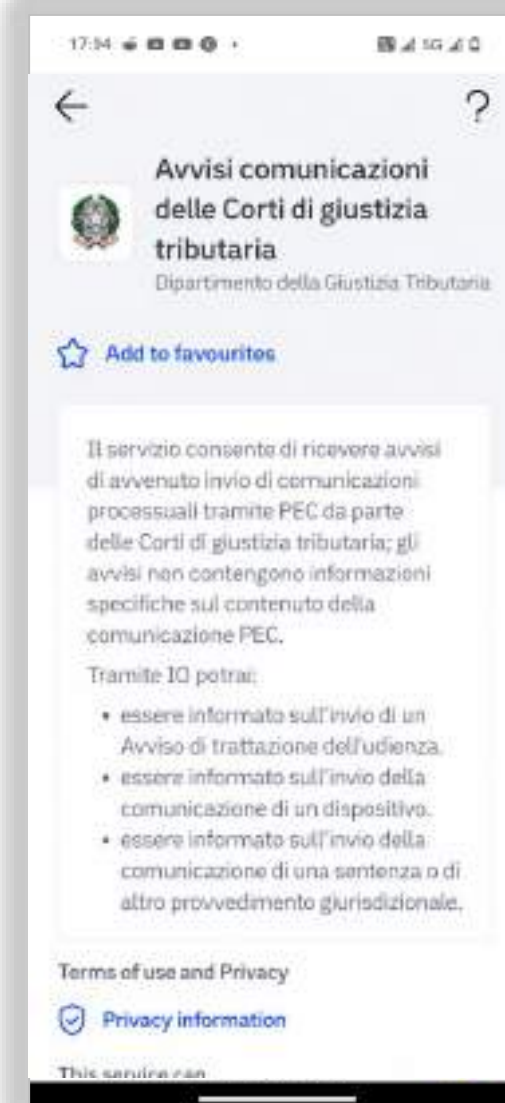 17:54
5G
?
Avvisi comunicazioni
delle Corti di giustizia
tributaria
Dipartimento della Giustizia Tributaria
Add to favourites
Il servizio consente di ricevere avvisi
di avvenuto invio di comunicazioni
processuali tramite PEC da parte
delle Corti di giustizia tributaria; gli
avvisi non contengono informazioni
specifiche sul contenuto della
comunicazione PEC.
Tramite IO potrai:
• essere informato sull'invio di un
Avviso di trattazione dell'udienza.
• essere informato sull'invio della
comunicazione di un dispositivo.
• essere informato sull'invio della
comunicazione di una sentenza o di
altro provvedimento giurisdizionale.
Terms of use and Privacy
Privacy information
This service can